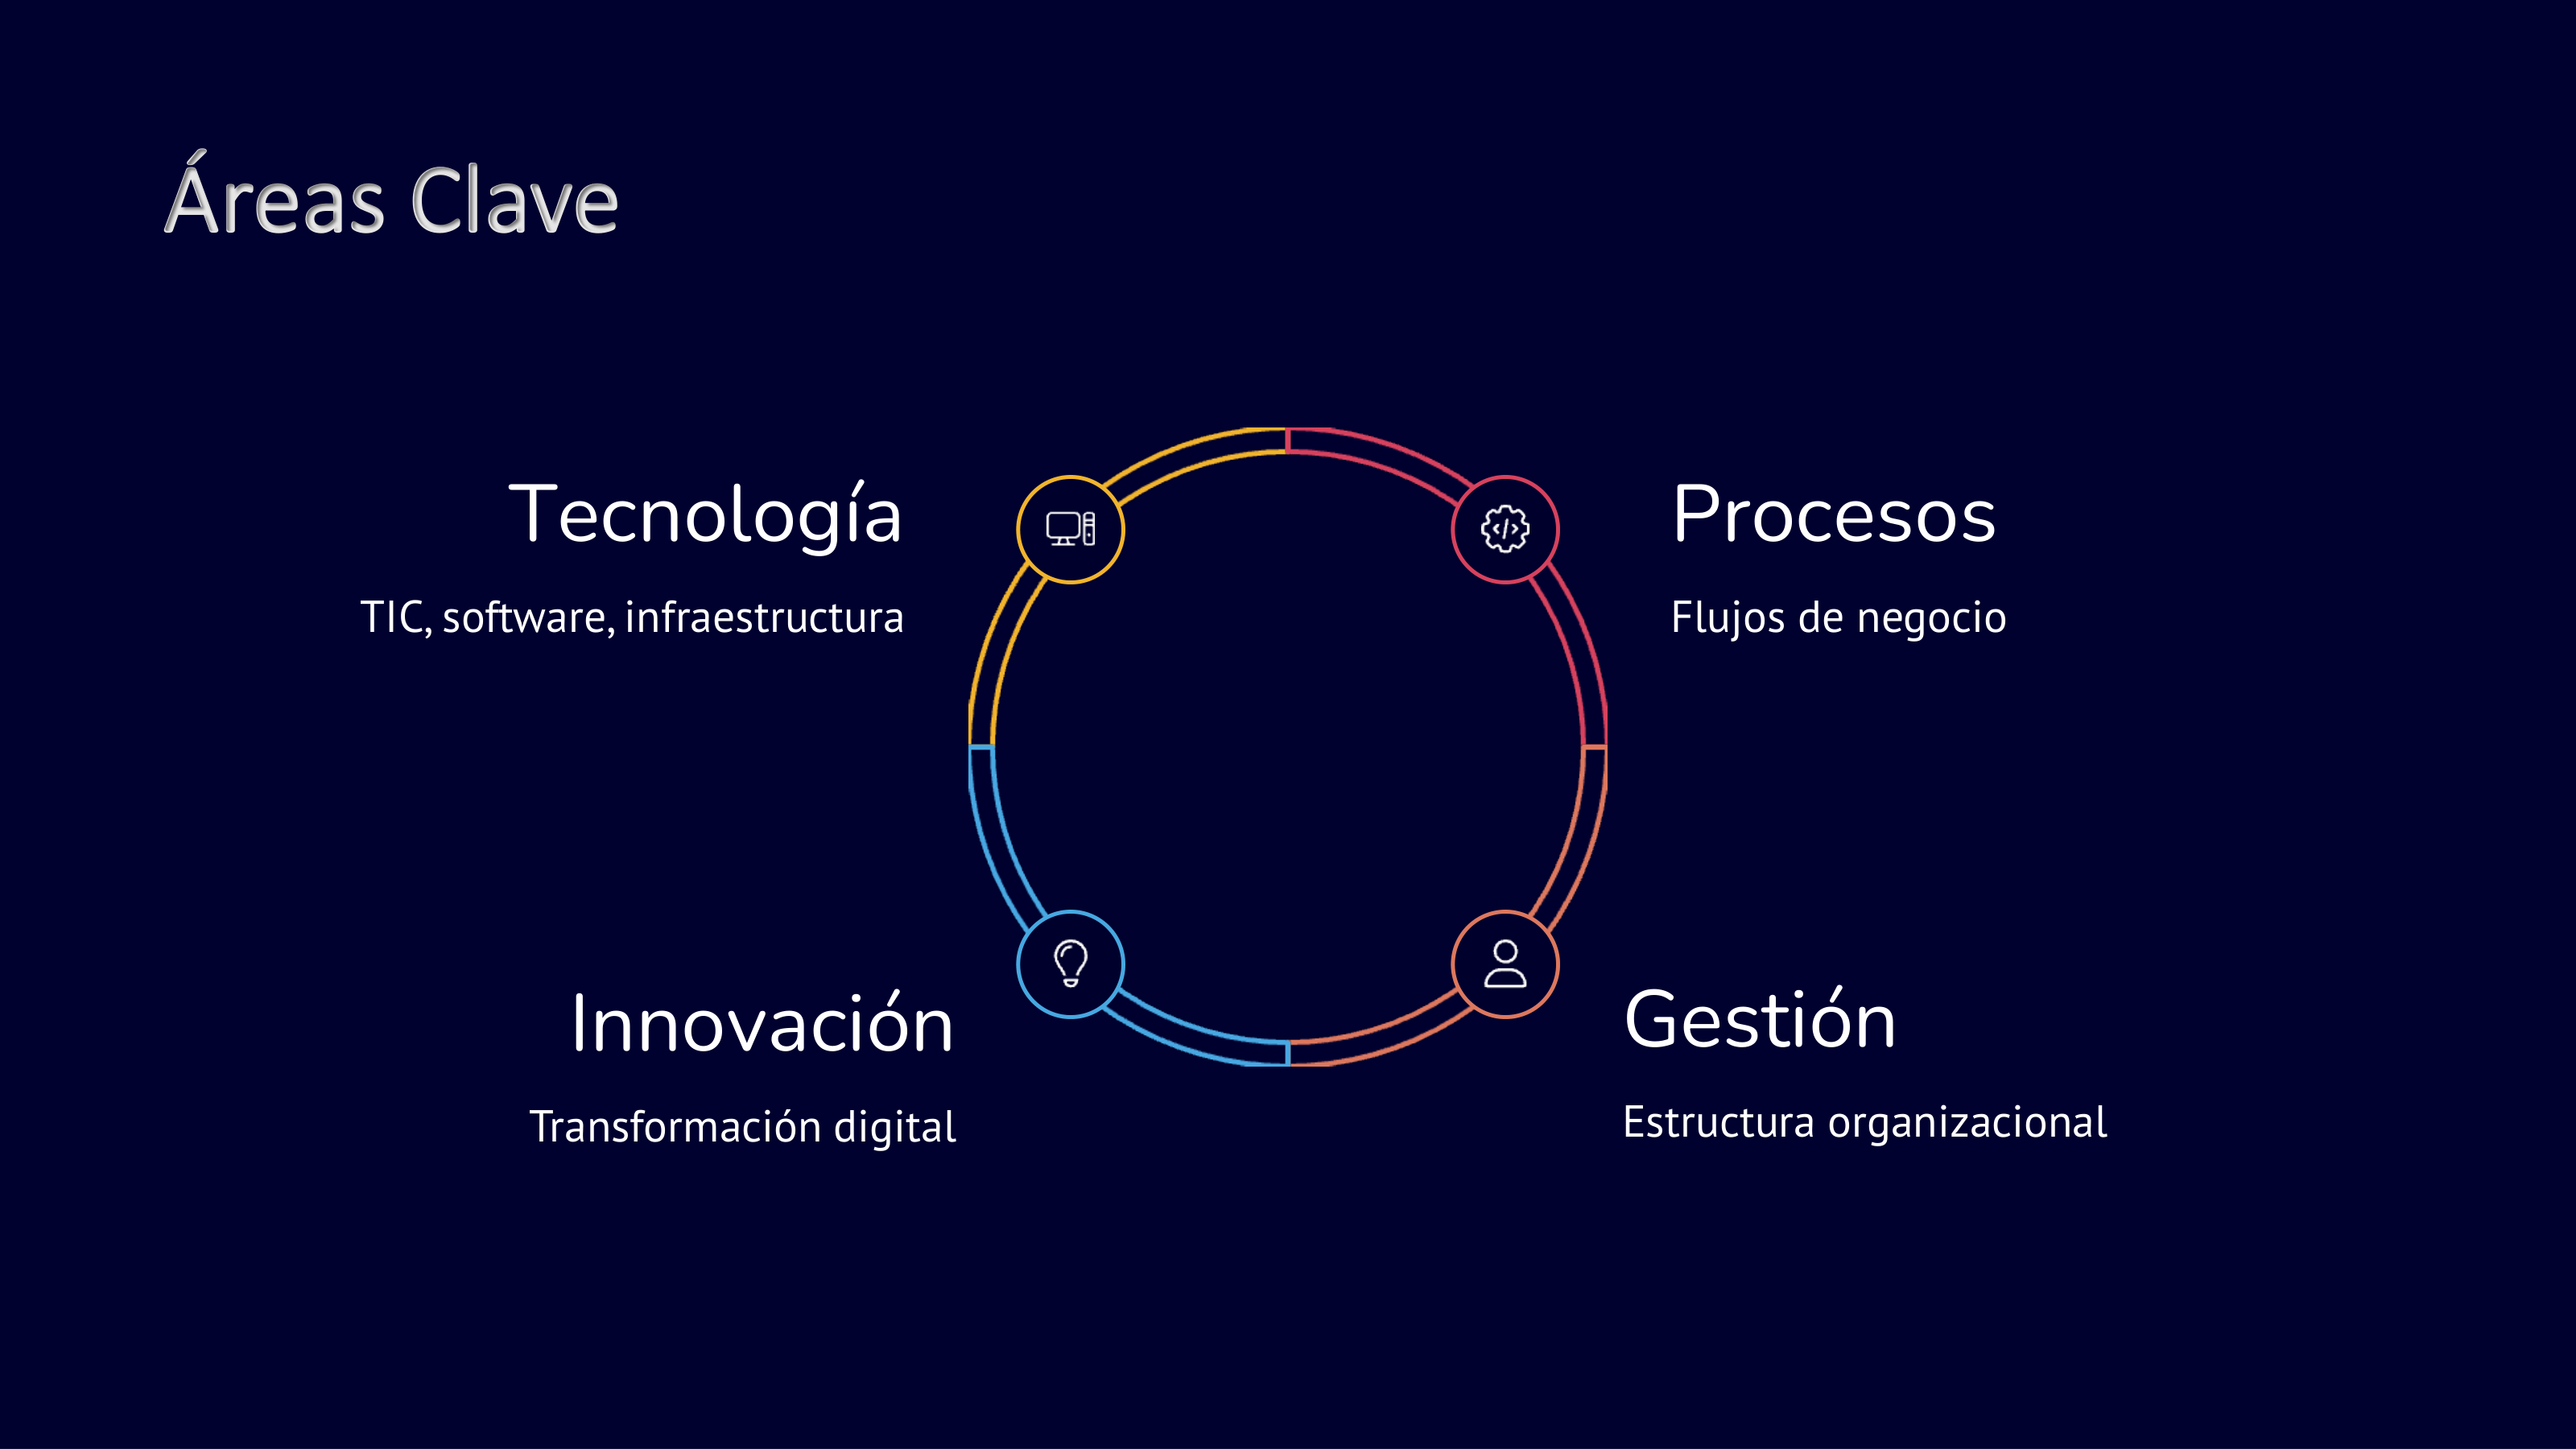 Áreas Clave
Tecnología
TIC, software, infraestructura
Procesos
Flujos de negocio
Innovación
Transformación digital
Gestión
Estructura organizacional